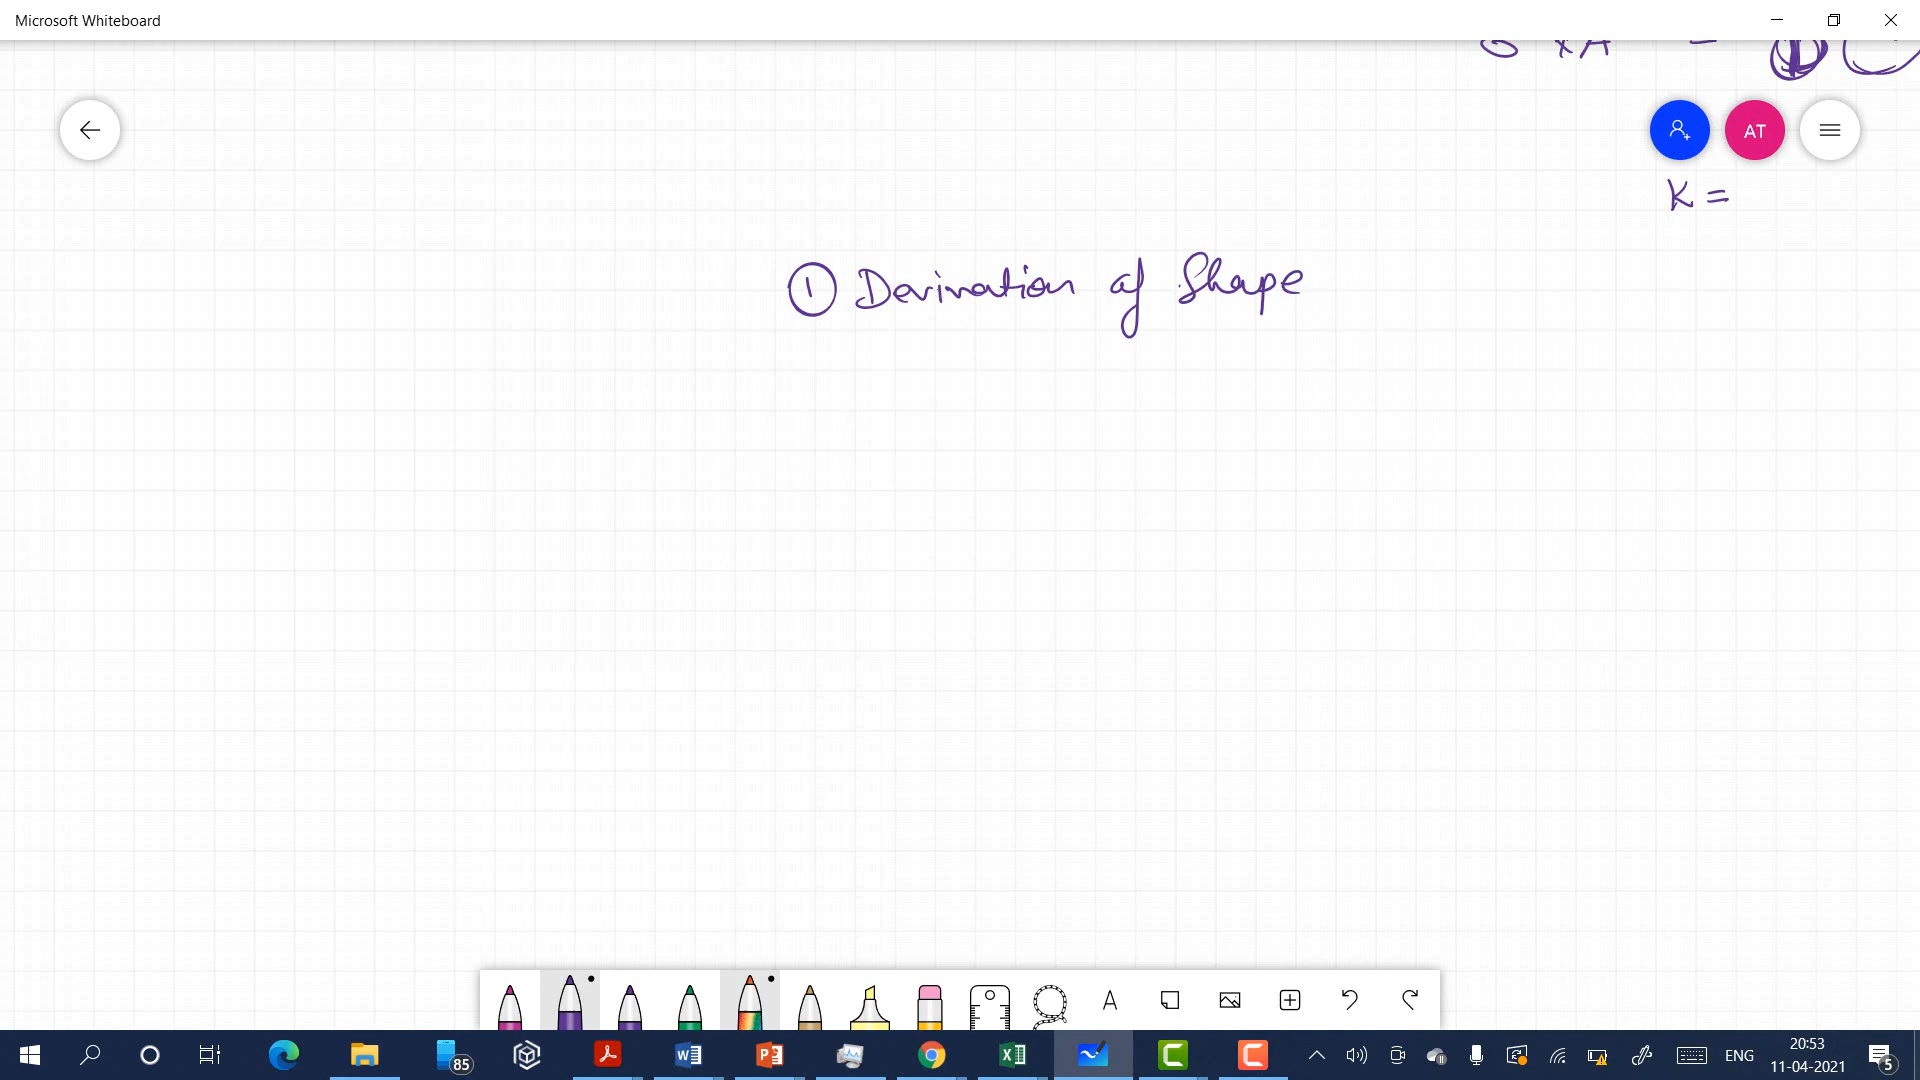 Microsoft Whiteboard
AT
K =
① Derivation of Shape
A
85
ENG
20:53
11-04-2021
5